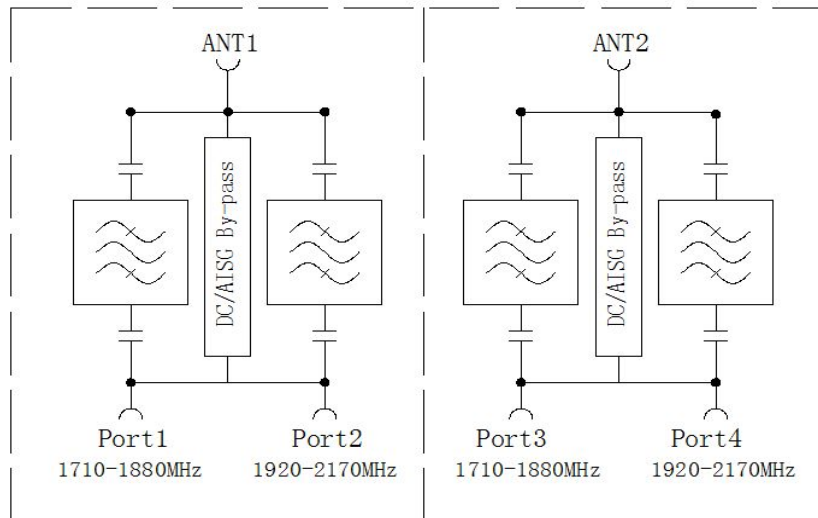 ANT1
ANT2
DC/AISG By-pass
DC/AISG By-pass
Port1
Port2
Port3
Port4
1710-1880MHz
1920-2170MHz
1710-1880MHz
1920-2170MHz